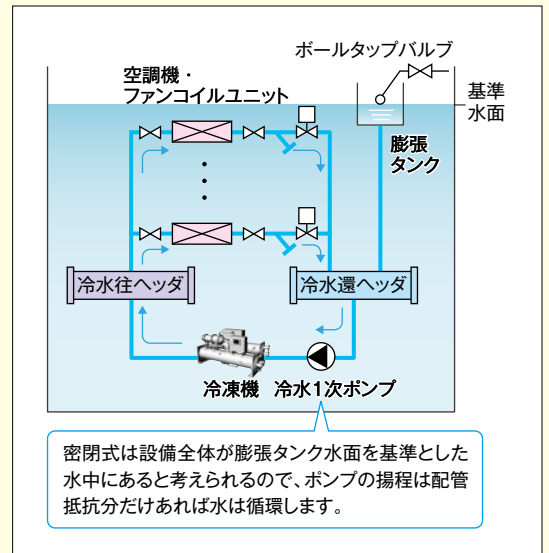 ボールタップバルブ
空調機・
ファンコイルユニット
基準
水面
膨張
タンク
冷水往ヘッダ
冷水還ヘッダ
冷凍機
冷水1次ポンプ
密閉式は設備全体が膨張タンク水面を基準とした
水中にあると考えられるので、ポンプの揚程は配管
抵抗分だけあれば水は循環します。